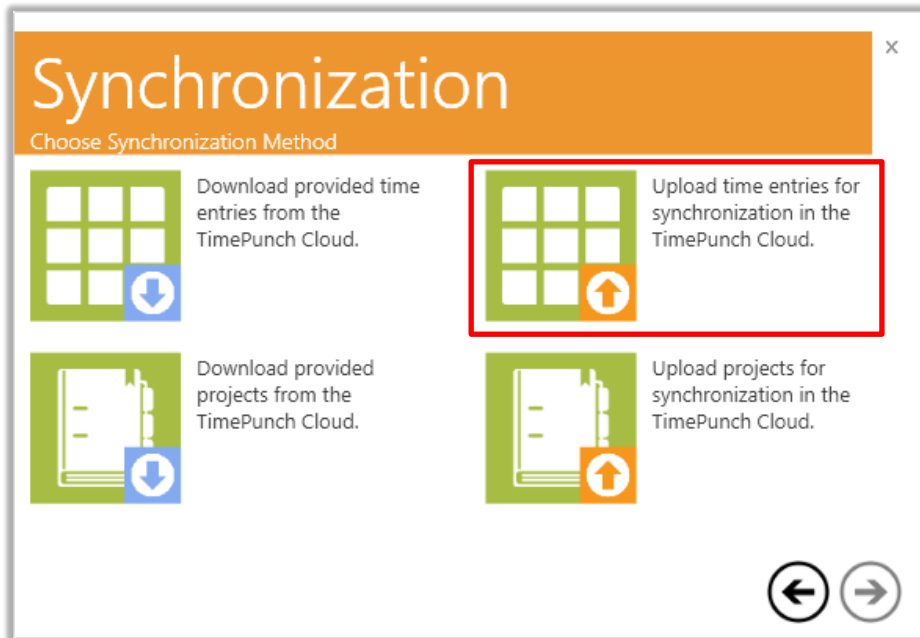 Synchronization
Choose Synchronization Method
Download provided time
entries from the
TimePunch Cloud.
Upload time entries for
synchronization in the
TimePunch Cloud.
Download provided
projects from the
TimePunch Cloud.
Upload projects for
synchronization in the
TimePunch Cloud.